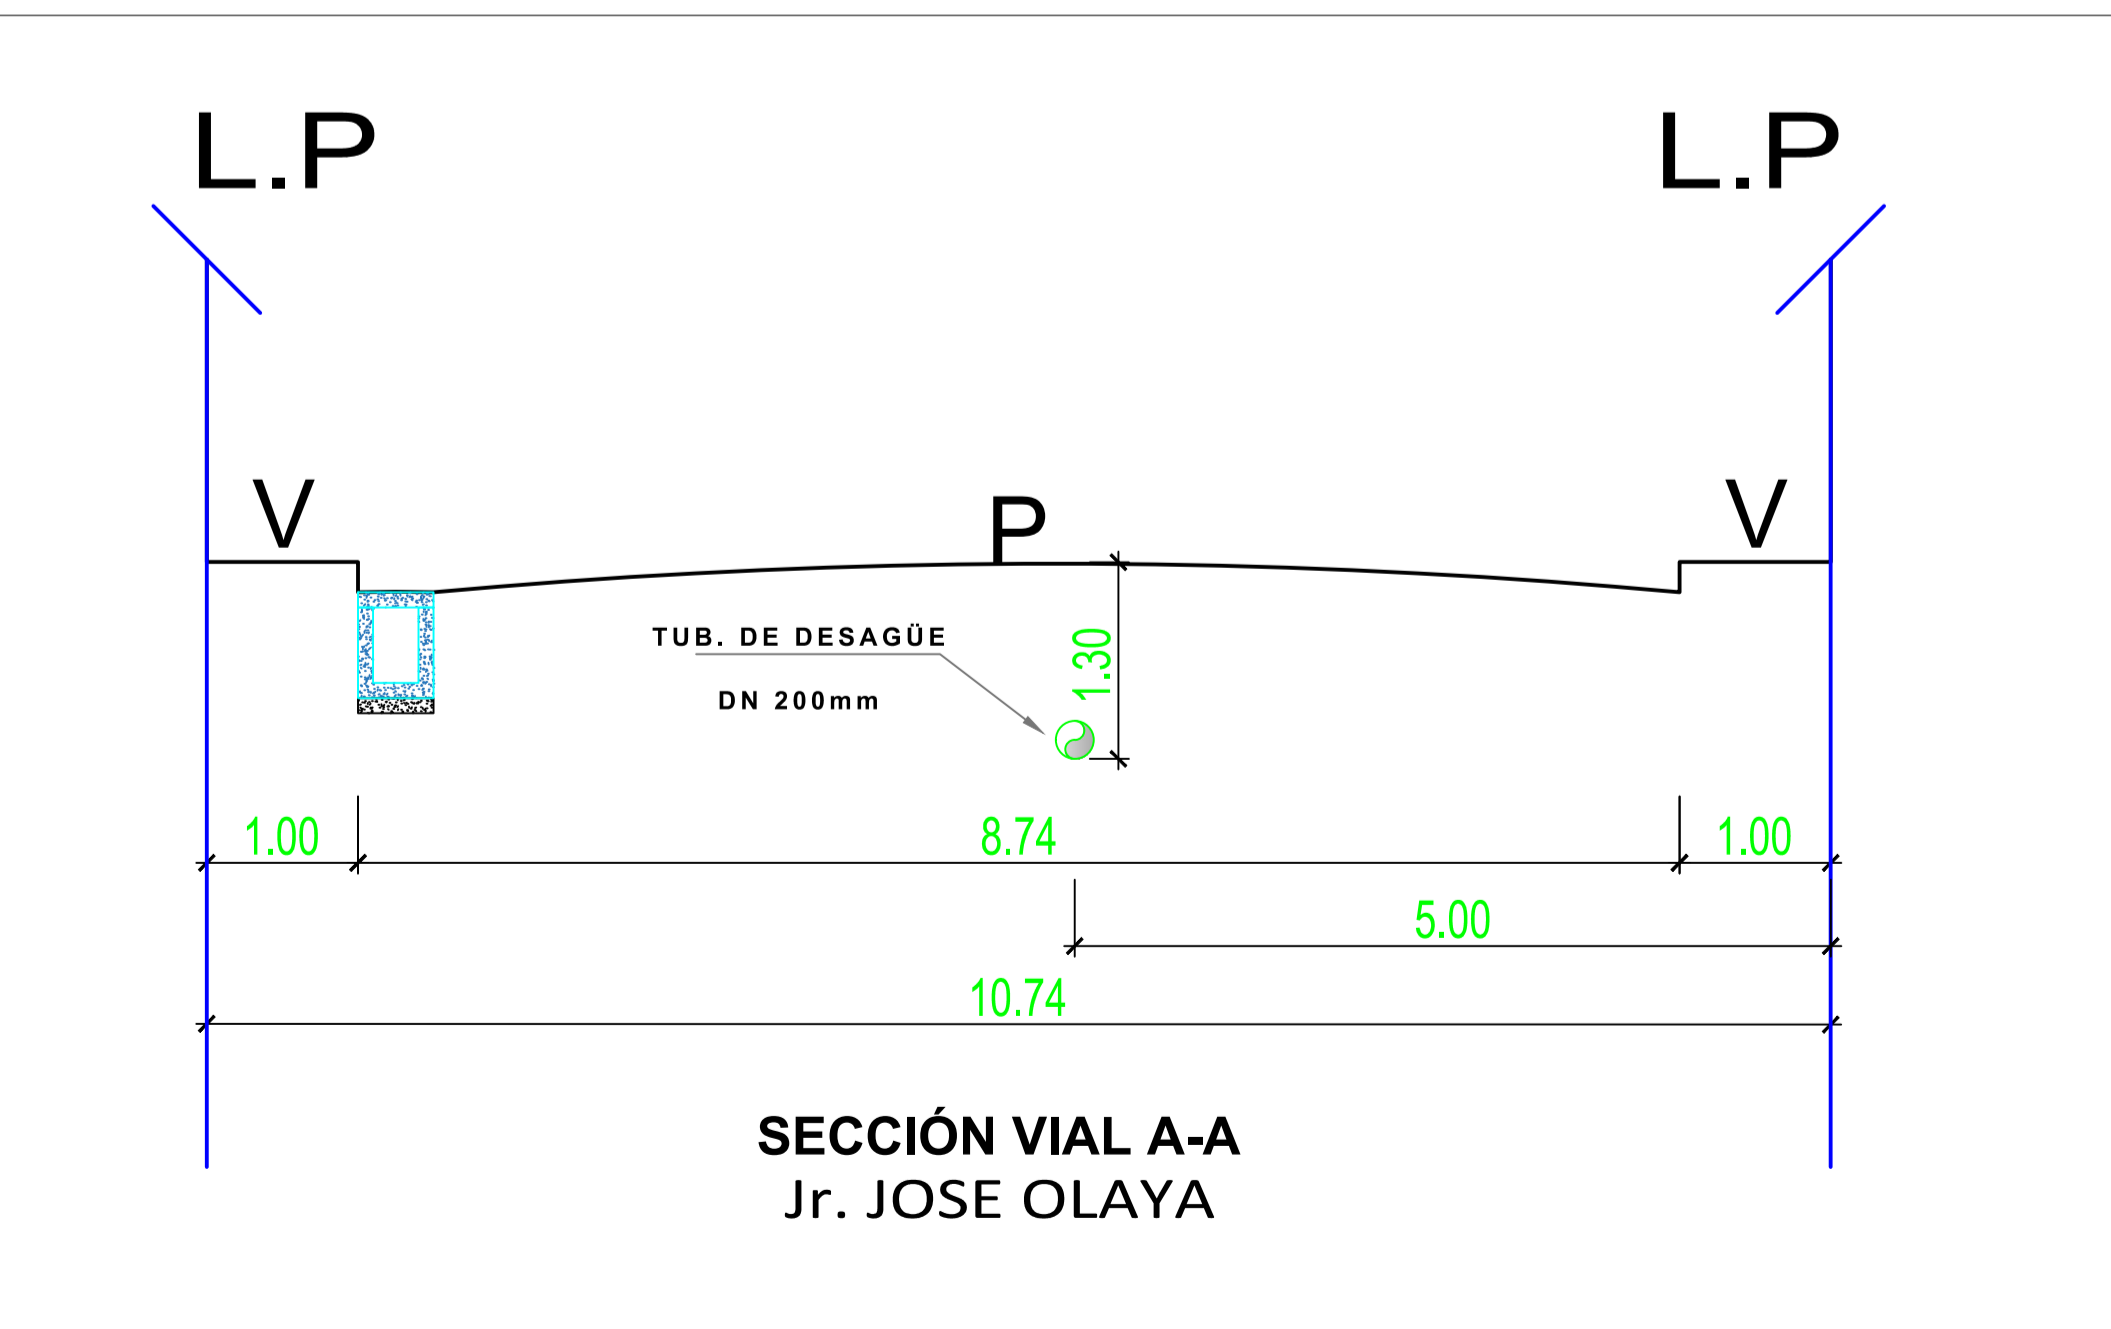 L.P
L.P
V
P
V
TUB. DE DESAGÜE
DN 200mm
1.30
1.00
8.74
1.00
5.00
10.74
SECCIÓN VIAL A-A
Jr. JOSE OLAYA